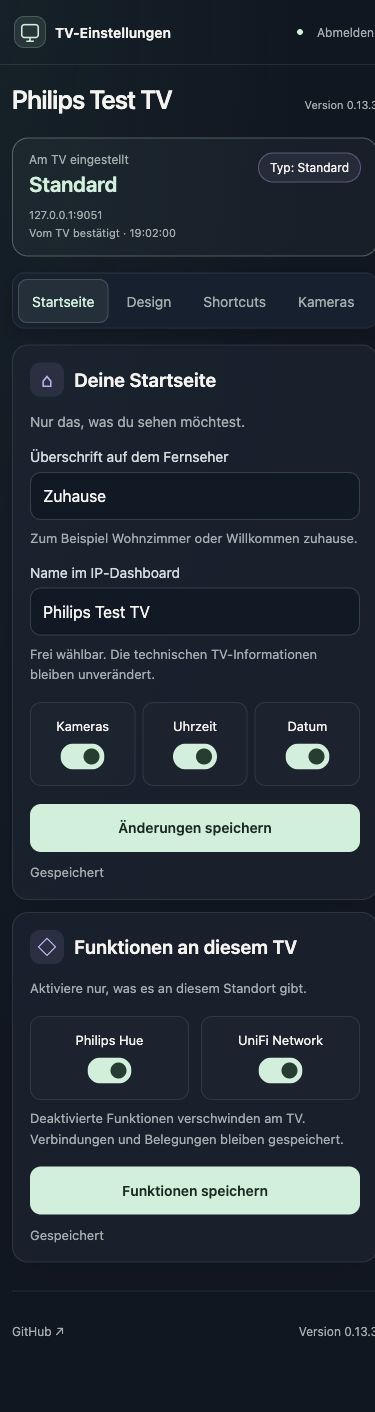 TV-Einstellungen
Abmelden
Philips Test TV
Version 0.13.3
Am TV eingestellt
Standard
Typ: Standard
127.0.0.1:9051
Vom TV bestätigt · 19:02:00
Startseite Design Shortcuts Kameras
Deine Startseite
Nur das, was du sehen möchtest.
Überschrift auf dem Fernseher
Zuhause
Zum Beispiel Wohnzimmer oder Willkommen zuhause.
Name im IP-Dashboard
Philips Test TV
Frei wählbar. Die technischen TV-Informationen
bleiben unverändert.
Kameras Uhrzeit Datum
Änderungen speichern
Gespeichert
Funktionen an diesem TV
Aktiviere nur, was es an diesem Standort gibt.
Philips Hue UniFi Network
Deaktivierte Funktionen verschwinden am TV.
Verbindungen und Belegungen bleiben gespeichert.
Funktionen speichern
Gespeichert
GitHub ↗
Version 0.13.3